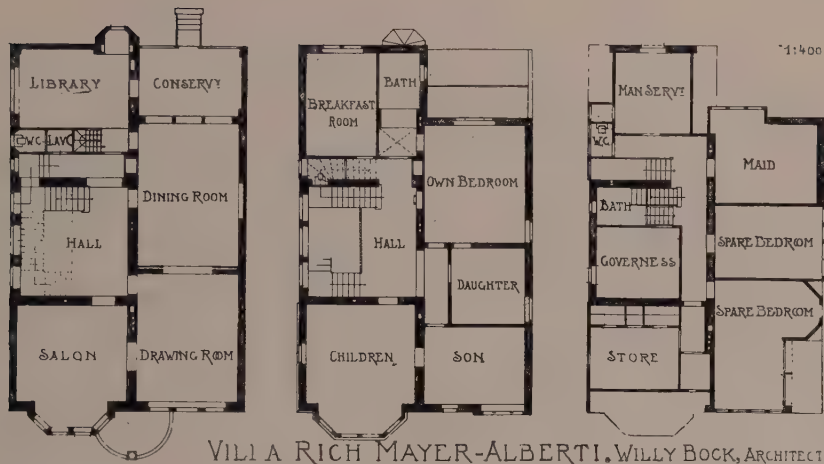 1:400
LIBRARY
CONSERVY
W.C.
LAVY
DINING ROOM
HALL
SALON
DRAWING ROOM
BATH
BREAKFAST
ROOM
OWN BEDROOM
HALL
DAUGHTER
CHILDREN
SON
MAN SERVT
W.C.
MAID
BATH
SPARE BEDROOM
GOVERNESS
SPARE BEDROOM
STORE
VILLA RICH MAYER-ALBERTI. WILLY BOCK, ARCHITECT